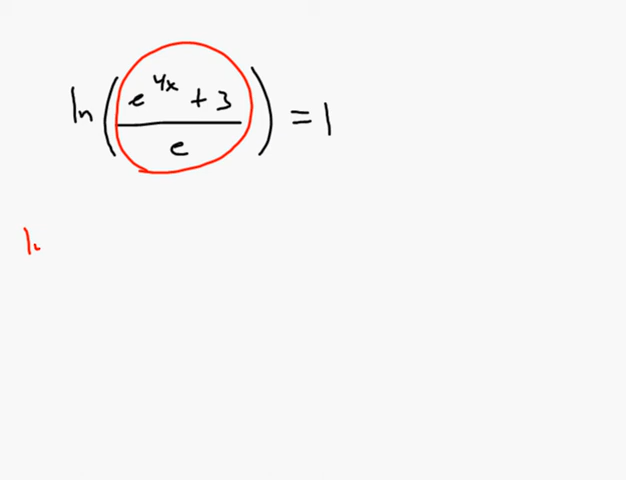 ln((e^{4x} + 3)/e) = 1